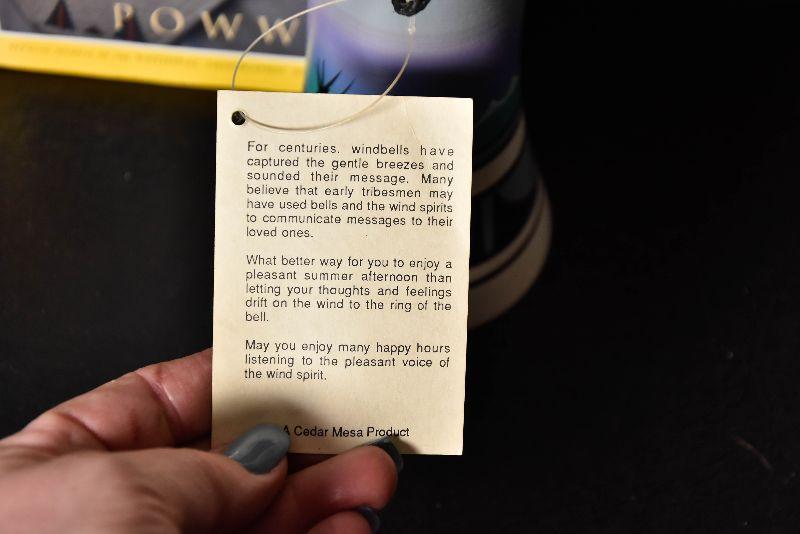 POWW
For centuries, windbells have
captured the gentle breezes and
sounded their message. Many
believe that early tribesmen may
have used bells and the wind spirits
to communicate messages to their
loved ones.
What better way for you to enjoy a
pleasant summer afternoon than
letting your thoughts and feelings
drift on the wind to the ring of the
bell.
May you enjoy many happy hours
listening to the pleasant voice of
the wind spirit.
A Cedar Mesa Product